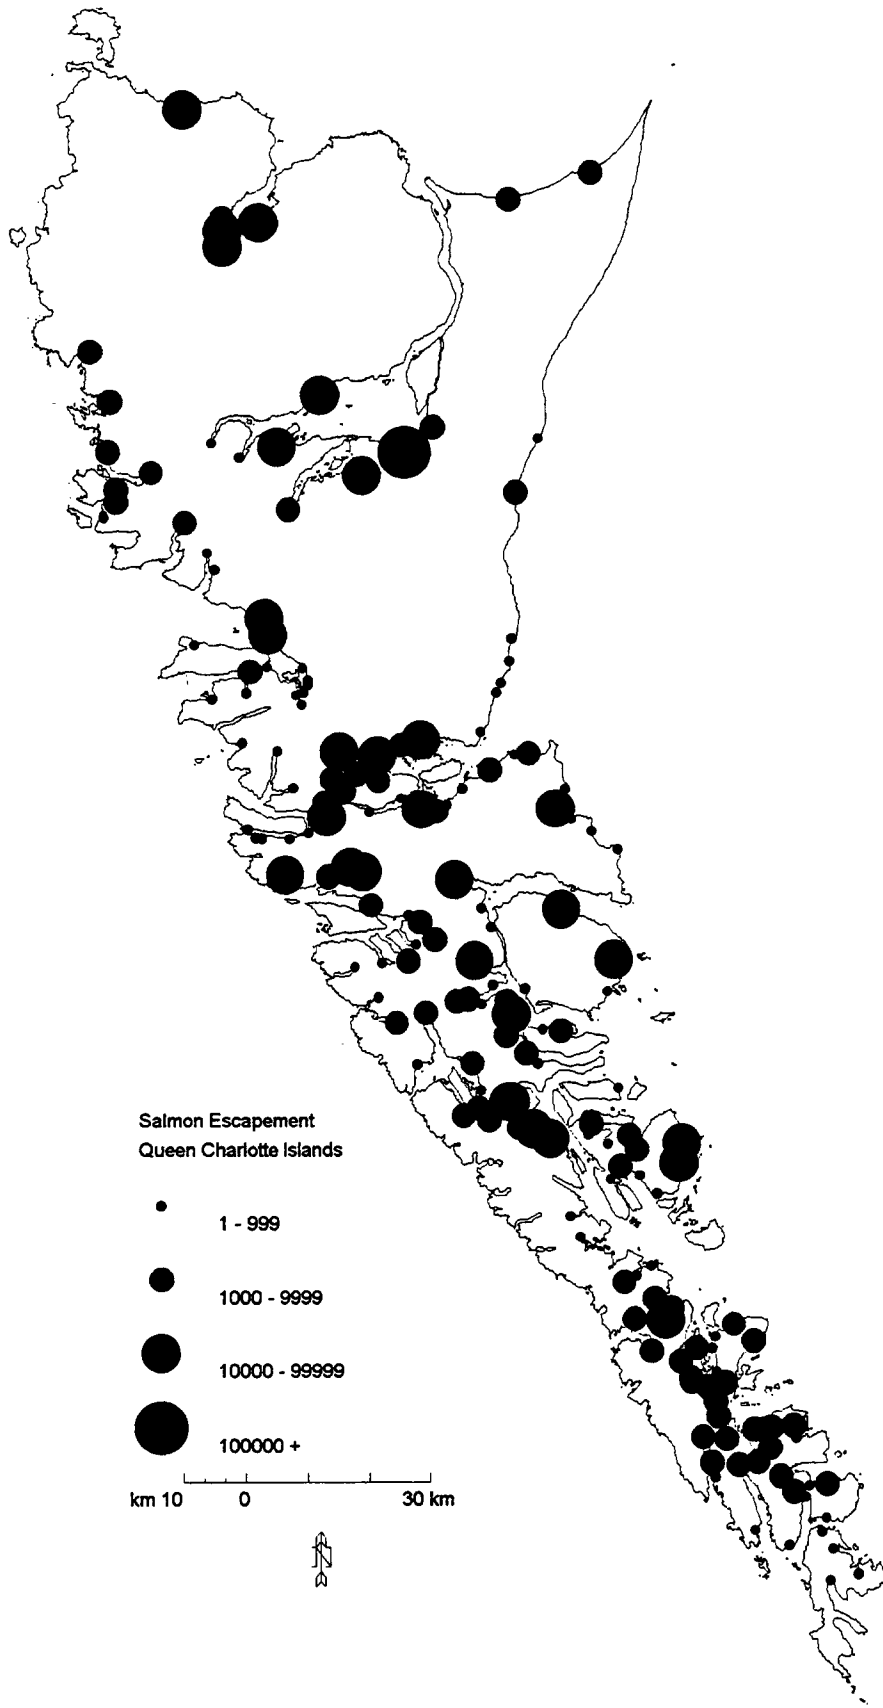 Salmon Escapement
Queen Charlotte Islands
1 - 999
1000 - 9999
10000 - 99999
100000 +
km 10 0 30 km
N